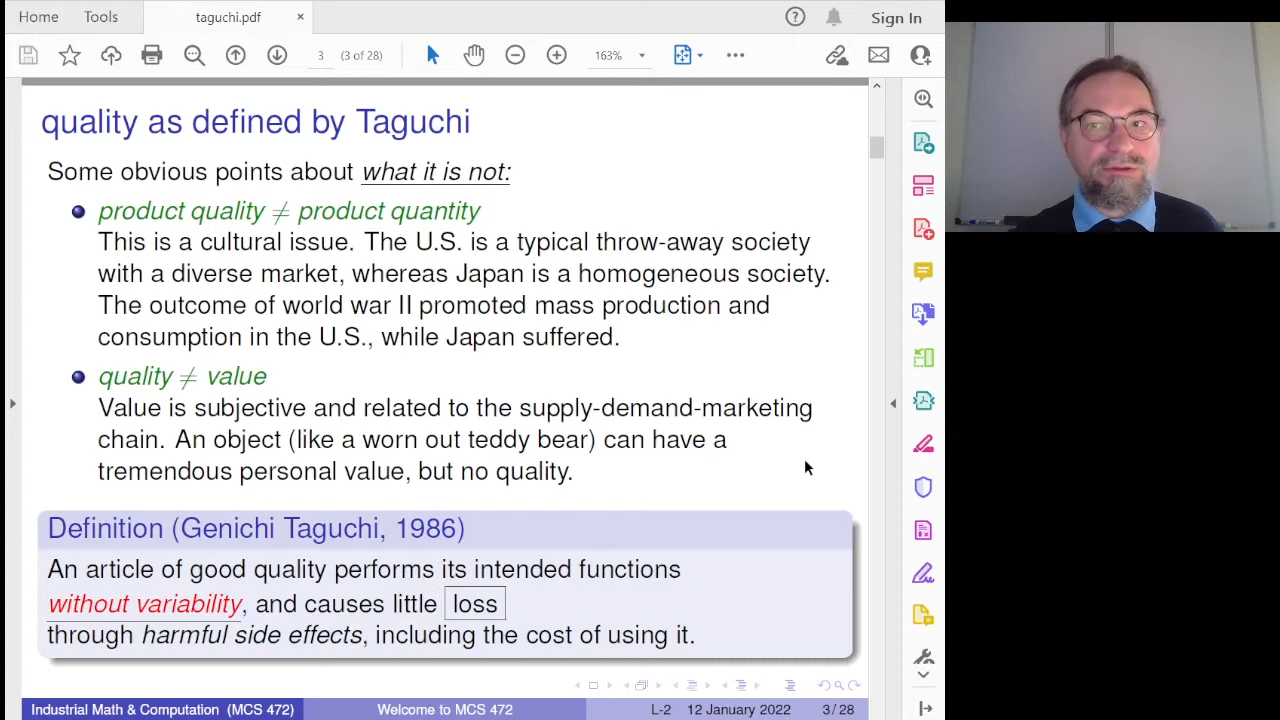 Home Tools taguchi.pdf × Sign In
3 (3 of 28) 163%
quality as defined by Taguchi
Some obvious points about what it is not:
product quality ≠ product quantity
This is a cultural issue. The U.S. is a typical throw-away society
with a diverse market, whereas Japan is a homogeneous society.
The outcome of world war II promoted mass production and
consumption in the U.S., while Japan suffered.
quality ≠ value
Value is subjective and related to the supply-demand-marketing
chain. An object (like a worn out teddy bear) can have a
tremendous personal value, but no quality.
Definition (Genichi Taguchi, 1986)
An article of good quality performs its intended functions
without variability, and causes little loss
through harmful side effects, including the cost of using it.
Industrial Math & Computation (MCS 472) Welcome to MCS 472 L-2 12 January 2022 3 / 28